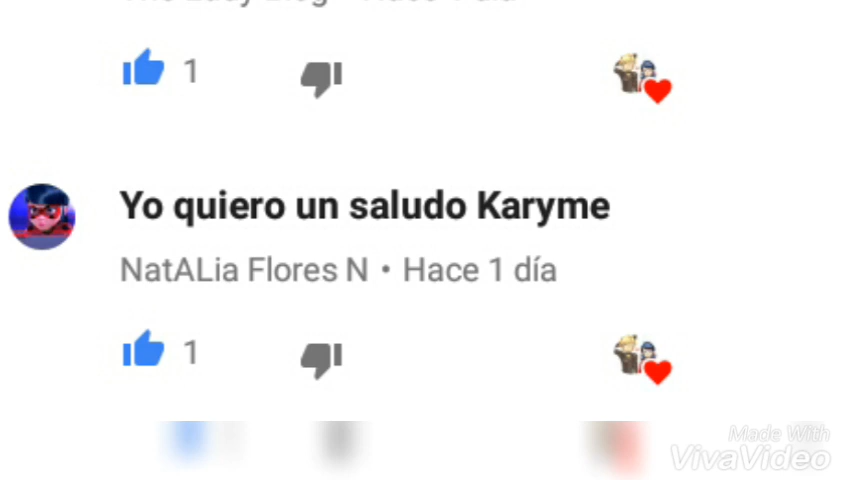 1
Yo quiero un saludo Karyme
NatALia Flores N • Hace 1 día
1
Made With
VivaVideo